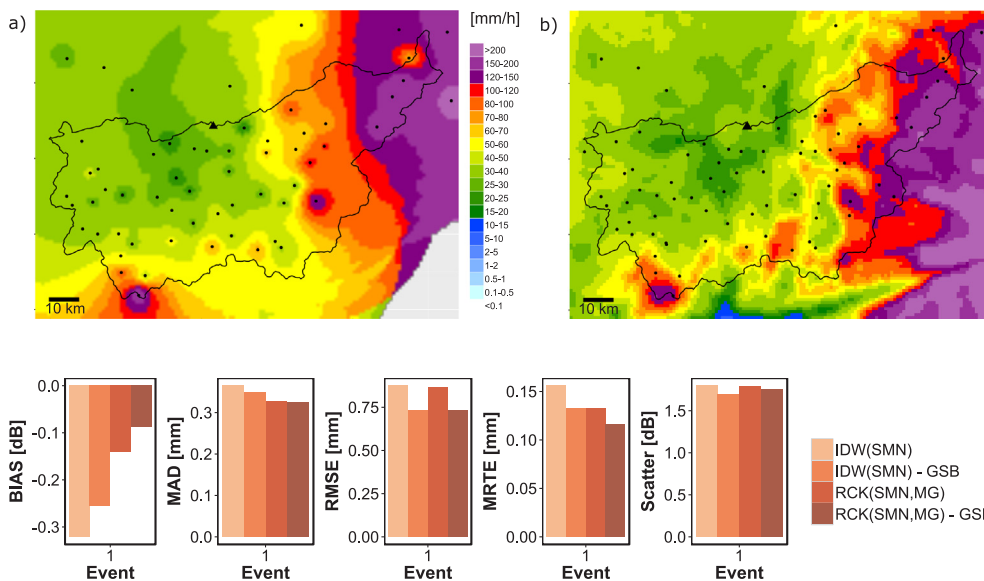 a)
[mm/h]
b)
>200
150-200
120-150
100-120
80-100
70-80
60-70
50-60
40-50
30-40
25-30
20-25
15-20
10-15
5-10
2-5
1-2
0.5-1
0.1-0.5
<0.1
10 km
10 km
BIAS [dB]
0.0
-0.1
-0.2
-0.3
1
Event
MAD [mm]
0.3
0.2
0.1
0.0
1
Event
RMSE [mm]
0.75
0.50
0.25
0.00
1
Event
MRTE [mm]
0.15
0.10
0.05
0.00
1
Event
Scatter [dB]
1.5
1.0
0.5
0.0
1
Event
IDW(SMN)
IDW(SMN) - GSB
RCK(SMN,MG)
RCK(SMN,MG) - GS